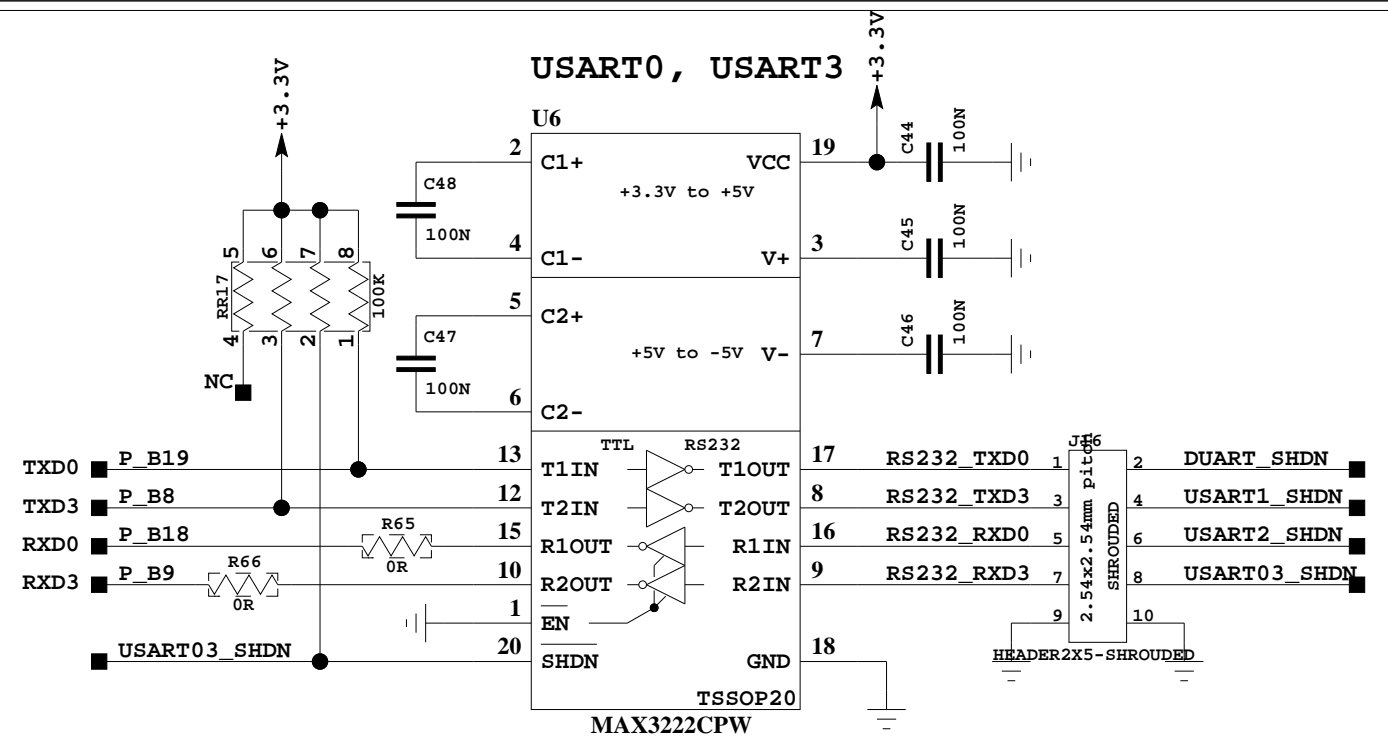 USART0, USART3
+3.3V
+3.3V
U6
2
C1+
VCC
19
C44
100N
C48
+3.3V to +5V
100N
4
C1-
V+
3
C45
100N
5
6
7
8
RR17
100K
4
3
2
1
NC
5
C2+
C47
+5V to -5V
V-
7
C46
100N
100N
6
C2-
TTL
RS232
J16
TXD0
P_B19
13
T1IN
T1OUT
17
RS232_TXD0
1
2
DUART_SHDN
TXD3
P_B8
12
T2IN
T2OUT
8
RS232_TXD3
3
4
USART1_SHDN
RXD0
P_B18
R65
0R
15
R1OUT
R1IN
16
RS232_RXD0
5
6
USART2_SHDN
RXD3
P_B9
R66
0R
10
R2OUT
R2IN
9
RS232_RXD3
7
8
USART03_SHDN
2.54x2.54mm pitch
SHROUDED
1
EN
9
10
USART03_SHDN
20
SHDN
GND
18
HEADER2X5-SHROUDED
TSSOP20
MAX3222CPW